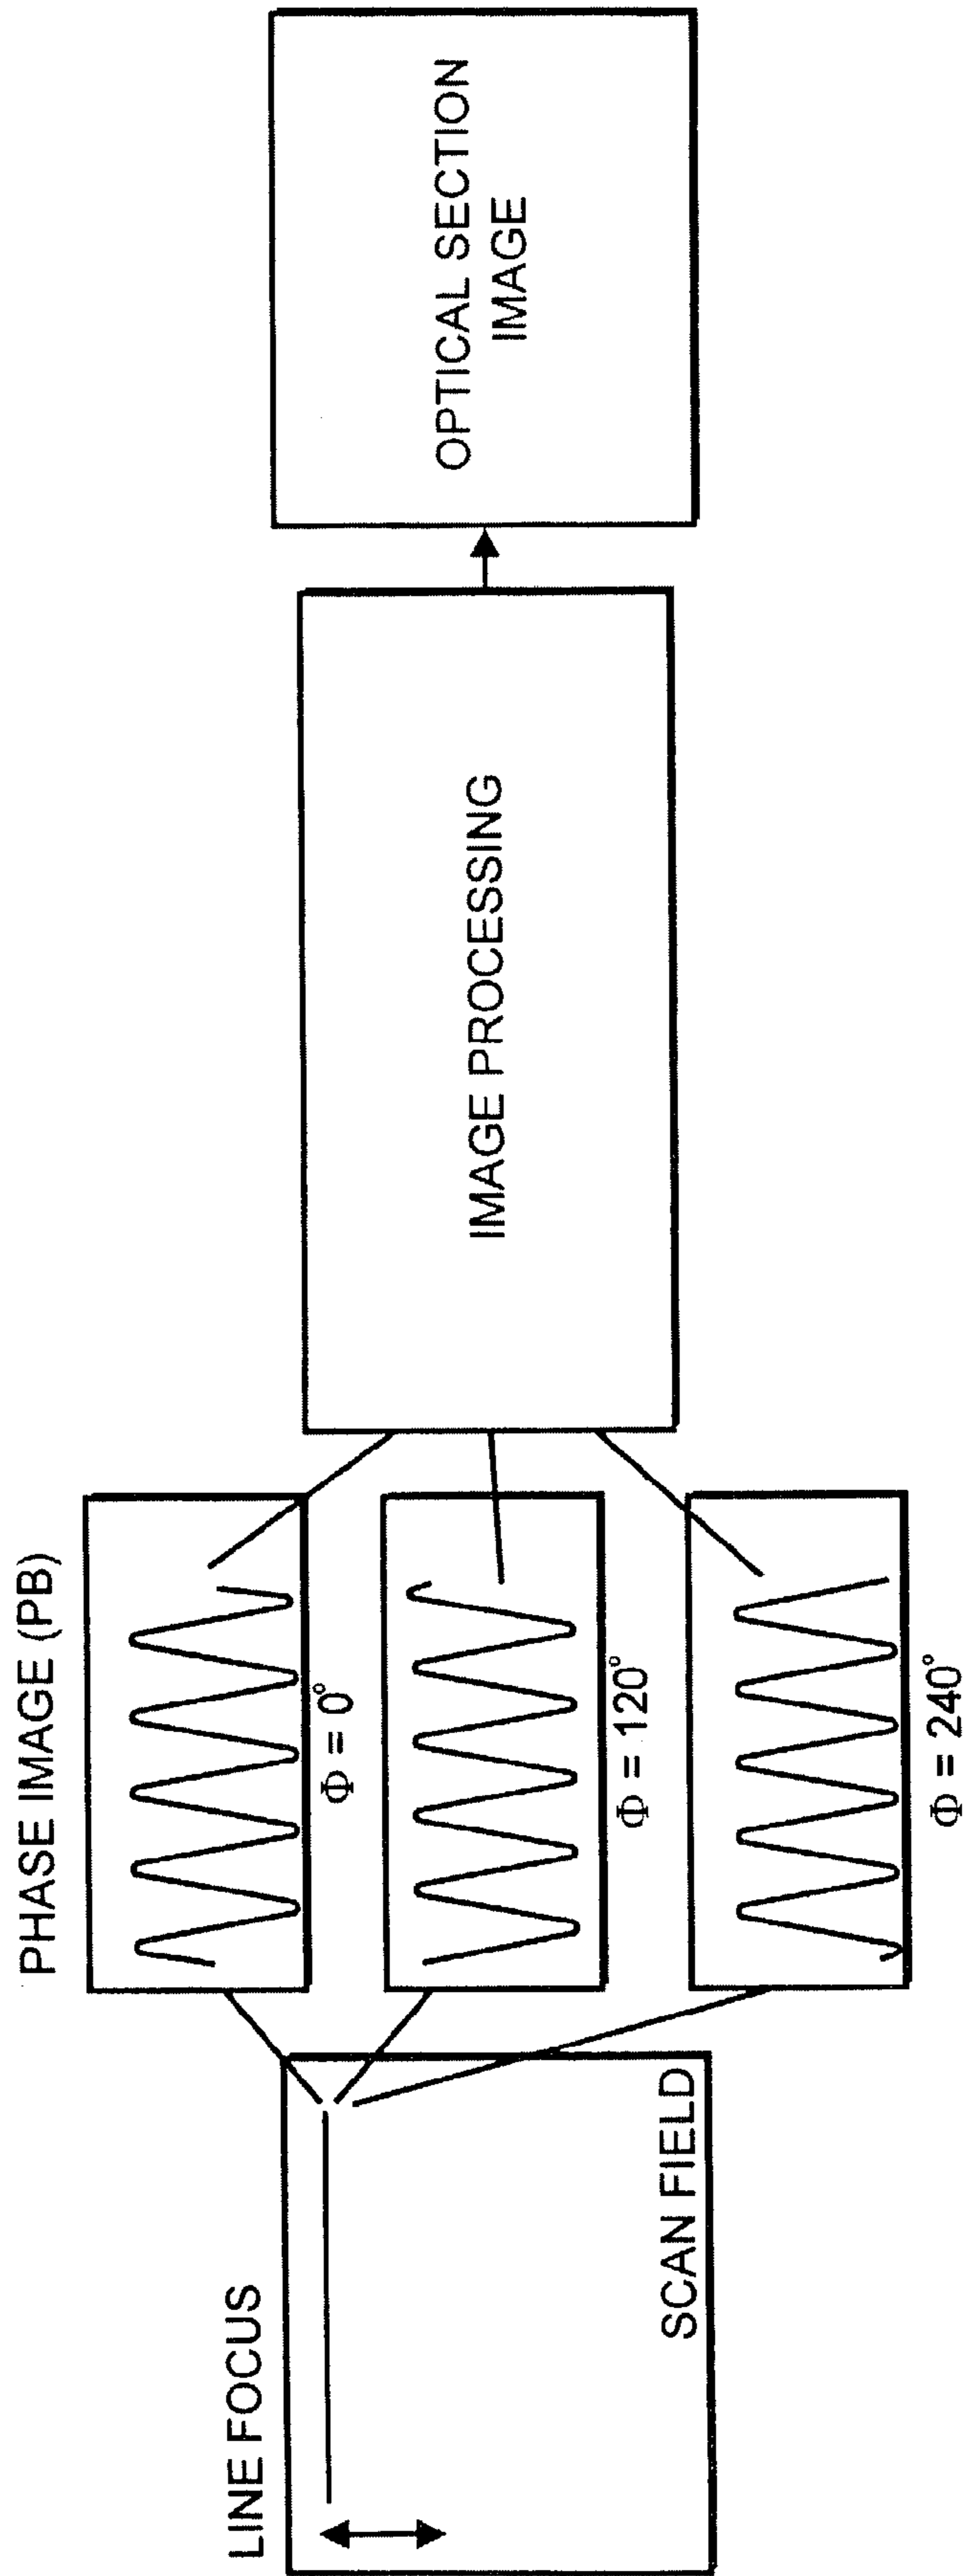 LINE FOCUS
SCAN FIELD
PHASE IMAGE (PB)
Φ = 0°
Φ = 120°
Φ = 240°
IMAGE PROCESSING
OPTICAL SECTION
IMAGE